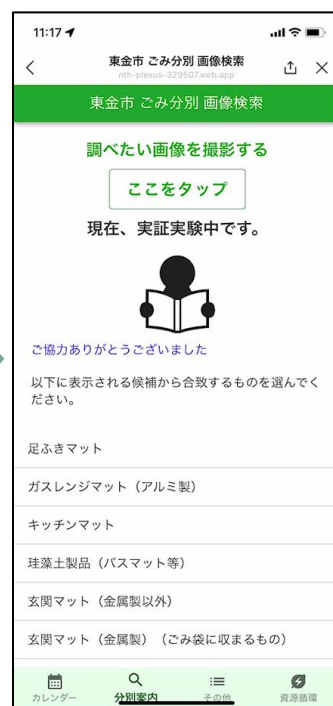 11:17
東金市 ごみ分別 画像検索
nth-plexus-329507.web.app
東金市 ごみ分別 画像検索
調べたい画像を撮影する
ここをタップ
現在、実証実験中です。
ご協力ありがとうございました
以下に表示される候補から合致するものを選んでく
ださい。
足ふきマット
ガスレンジマット（アルミ製）
キッチンマット
珪藻土製品（バスマット等）
玄関マット（金属製以外）
玄関マット（金属製）（ごみ袋に収まるもの）
カレンダー
分別案内
その他
資源循環